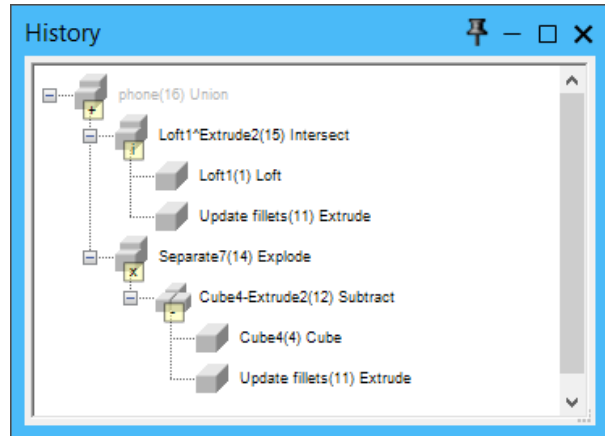 History
phone(16) Union
Loft1^Extrude2(15) Intersect
Loft1(1) Loft
Update fillets(11) Extrude
Separate7(14) Explode
Cube4-Extrude2(12) Subtract
Cube4(4) Cube
Update fillets(11) Extrude